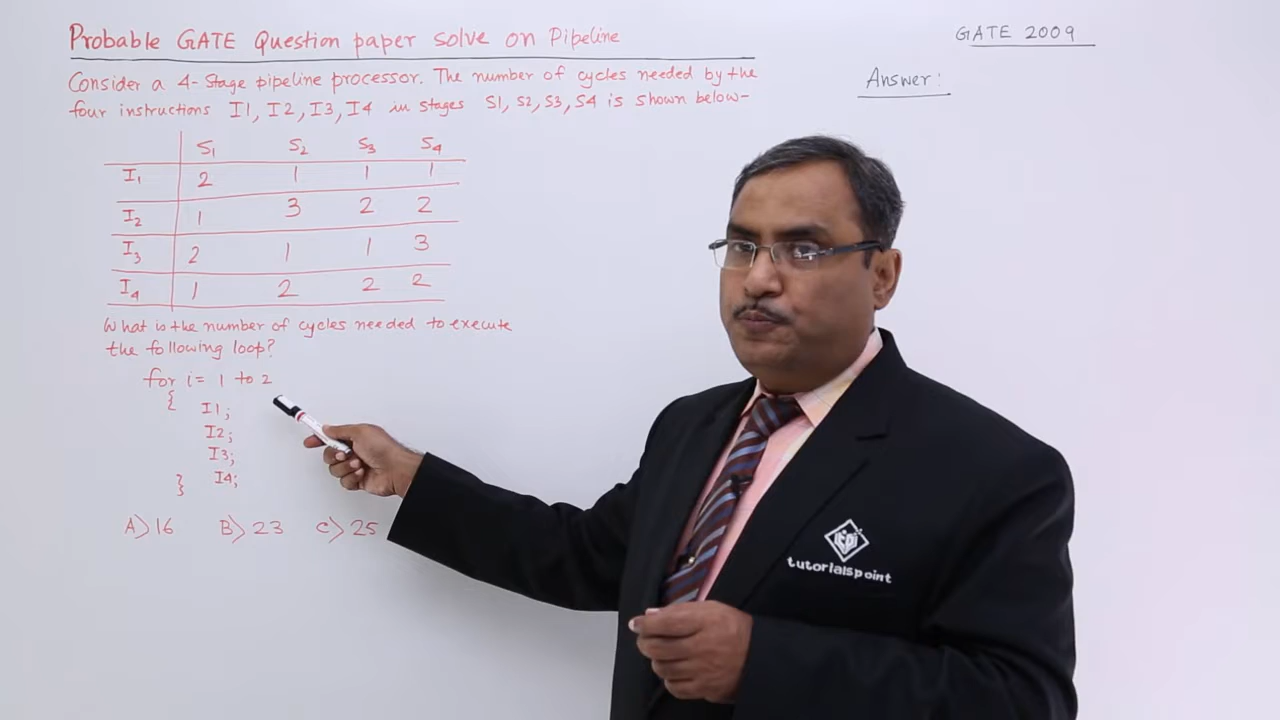 Probable GATE Question paper solve on Pipeline
GATE 2009
Consider a 4-Stage pipeline processor. The number of cycles needed by the
four instructions I1, I2, I3, I4 in stages S1, S2, S3, S4 is shown below-
Answer:
S1 S2 S3 S4
I1 2 1 1 1
I2 1 3 2 2
I3 2 1 1 3
I4 1 2 2 2
What is the number of cycles needed to execute
the following loop?
for i= 1 to 2
{ I1;
I2;
I3;
} I4;
A> 16 B> 23 C> 25
tutorialspoint